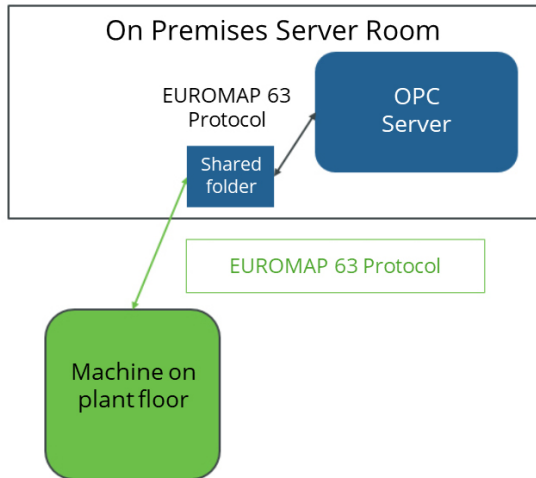 On Premises Server Room
EUROMAP 63
Protocol
OPC
Server
Shared
folder
EUROMAP 63 Protocol
Machine on
plant floor